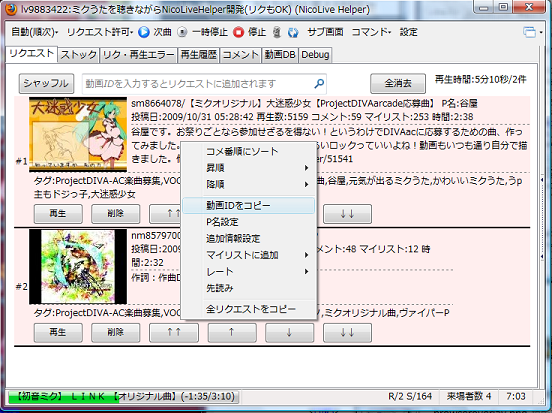 lv9883422:ミクうたを聴きながらNicoLiveHelper開発(リクもOK) (NicoLive Helper)
自動(順次) リクエスト許可 次曲 一時停止 停止 サブ画面 コマンド 設定
リクエスト ストック リク・再生エラー 再生履歴 コメント 動画DB Debug
シャッフル 動画IDを入力するとリクエストに追加されます 全消去 再生時間:5分10秒/2件
大迷惑少女
sm8664078/【ミクオリジナル】大迷惑少女【ProjectDIVAarcade応募曲】 P名:谷屋
投稿日:2009/10/31 05:28:42 再生数:5159 コメント:59 マイリスト:253 時間:2:38
谷屋です。お祭りごとなら参加せざるを得ない！というわけでDIVAacに応募するための曲、作っ
#1
てみました。
いロックっていいよね！動画もいつも通り自分で描
きました。
er/51541
タグ:ProjectDIVA-AC楽曲募集,VOC
曲,谷屋,元気が出るミクうた,かわいいミクうた,うp
主もドジっ子,大迷惑少女
再生 削除 ↑↑ ↓↓
コメ番順にソート
昇順
降順
動画IDをコピー
P名設定
追加情報設定
マイリストに追加
レート
先読み
全リクエストをコピー
nm8579700
投稿日:2009
メント:48 マイリスト:12 時
間:2:32
#2
作詞：作曲D
タグ:ProjectDIVA-AC楽曲募集,VOC
,ミクオリジナル曲,ヴァイパーP
再生 削除 ↑↑ ↑ ↓ ↓↓
【初音ミク】 ＬＩＮＫ 【オリジナル曲】(-1:35/3:10) R/2 S/164 来場者数 4 7:03